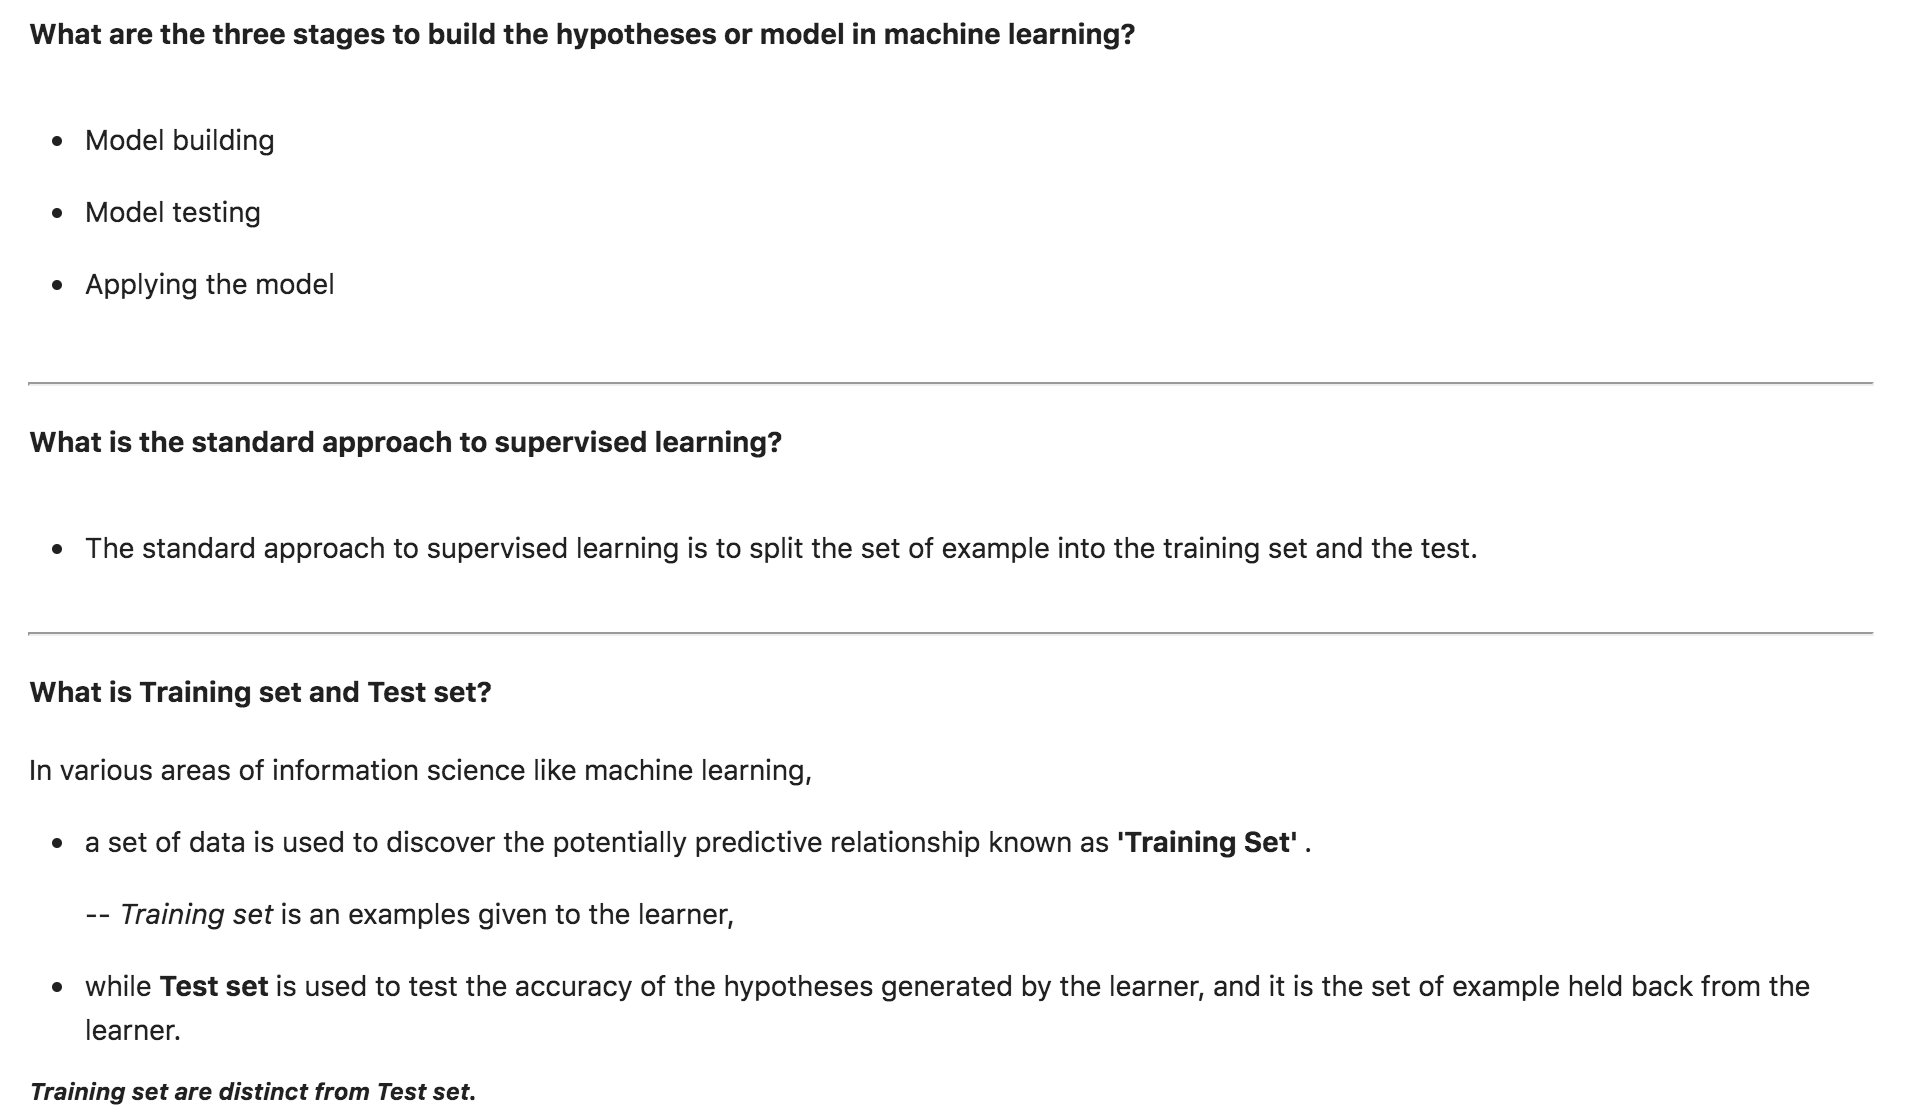 What are the three stages to build the hypotheses or model in machine learning?
• Model building
• Model testing
• Applying the model
What is the standard approach to supervised learning?
• The standard approach to supervised learning is to split the set of example into the training set and the test.
What is Training set and Test set?
In various areas of information science like machine learning,
• a set of data is used to discover the potentially predictive relationship known as 'Training Set' .
-- Training set is an examples given to the learner,
• while Test set is used to test the accuracy of the hypotheses generated by the learner, and it is the set of example held back from the
learner.
Training set are distinct from Test set.